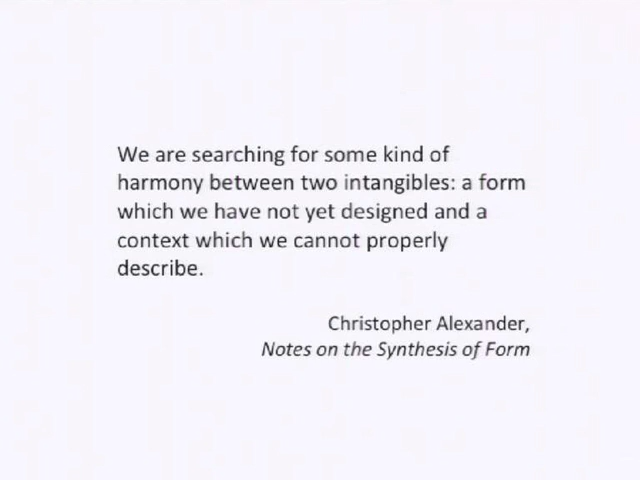 We are searching for some kind of
harmony between two intangibles: a form
which we have not yet designed and a
context which we cannot properly
describe.
Christopher Alexander,
Notes on the Synthesis of Form